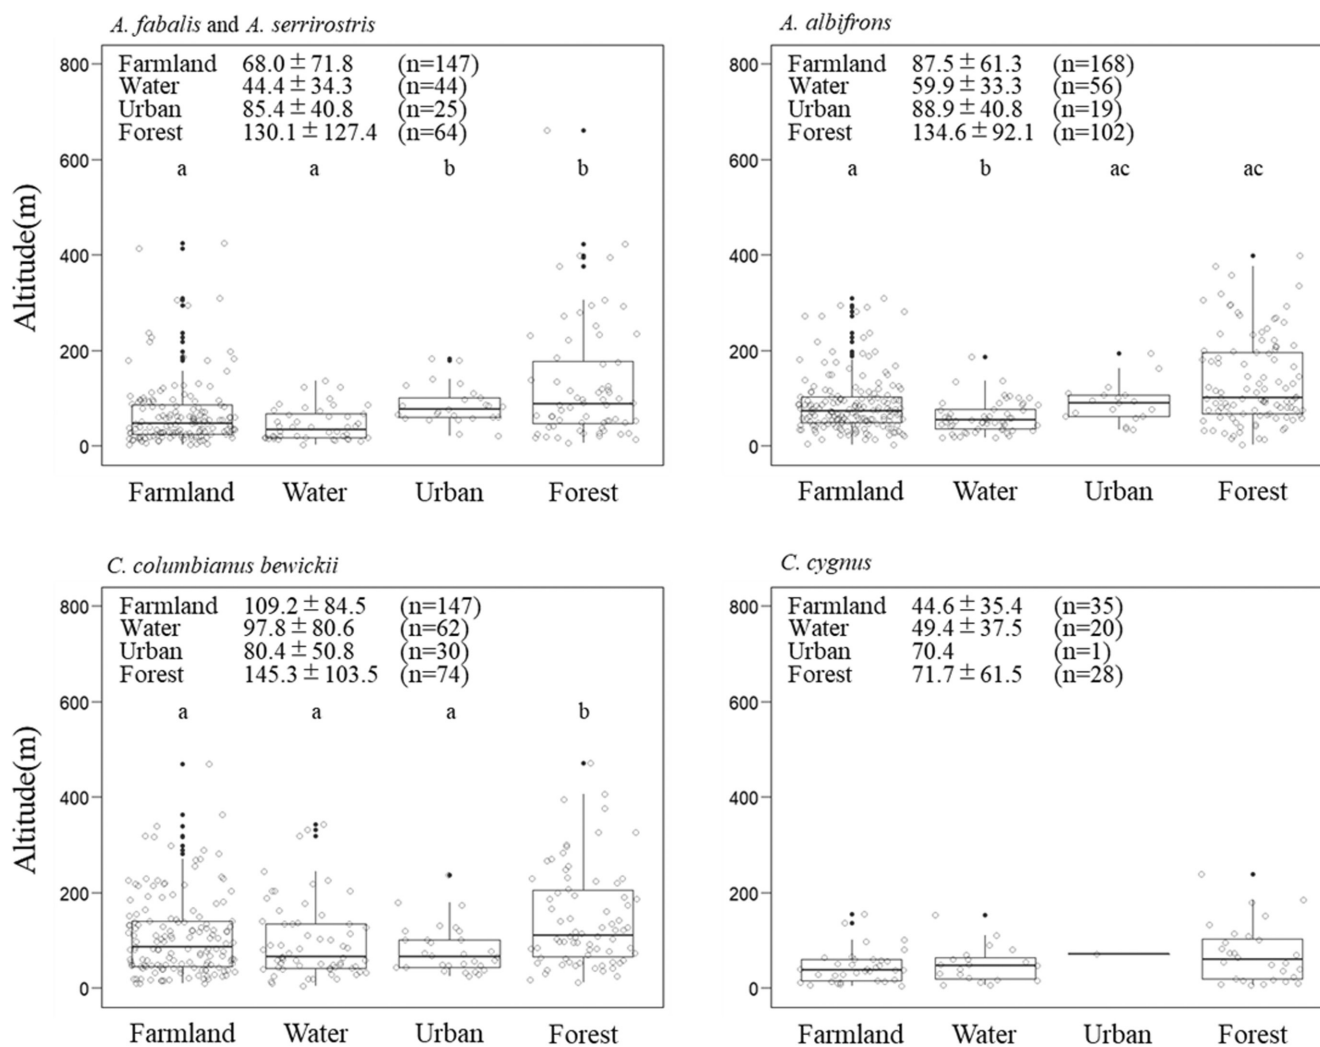 A. fabalis and A. serrirostris
Altitude(m)
800
600
400
200
0
Farmland 68.0 ± 71.8 (n=147)
Water 44.4 ± 34.3 (n=44)
Urban 85.4 ± 40.8 (n=25)
Forest 130.1 ± 127.4 (n=64)
a a b b
Farmland Water Urban Forest
A. albifrons
800
600
400
200
0
Farmland 87.5 ± 61.3 (n=168)
Water 59.9 ± 33.3 (n=56)
Urban 88.9 ± 40.8 (n=19)
Forest 134.6 ± 92.1 (n=102)
a b ac ac
Farmland Water Urban Forest
C. columbianus bewickii
Altitude(m)
800
600
400
200
0
Farmland 109.2 ± 84.5 (n=147)
Water 97.8 ± 80.6 (n=62)
Urban 80.4 ± 50.8 (n=30)
Forest 145.3 ± 103.5 (n=74)
a a a b
Farmland Water Urban Forest
C. cygnus
800
600
400
200
0
Farmland 44.6 ± 35.4 (n=35)
Water 49.4 ± 37.5 (n=20)
Urban 70.4 (n=1)
Forest 71.7 ± 61.5 (n=28)
Farmland Water Urban Forest